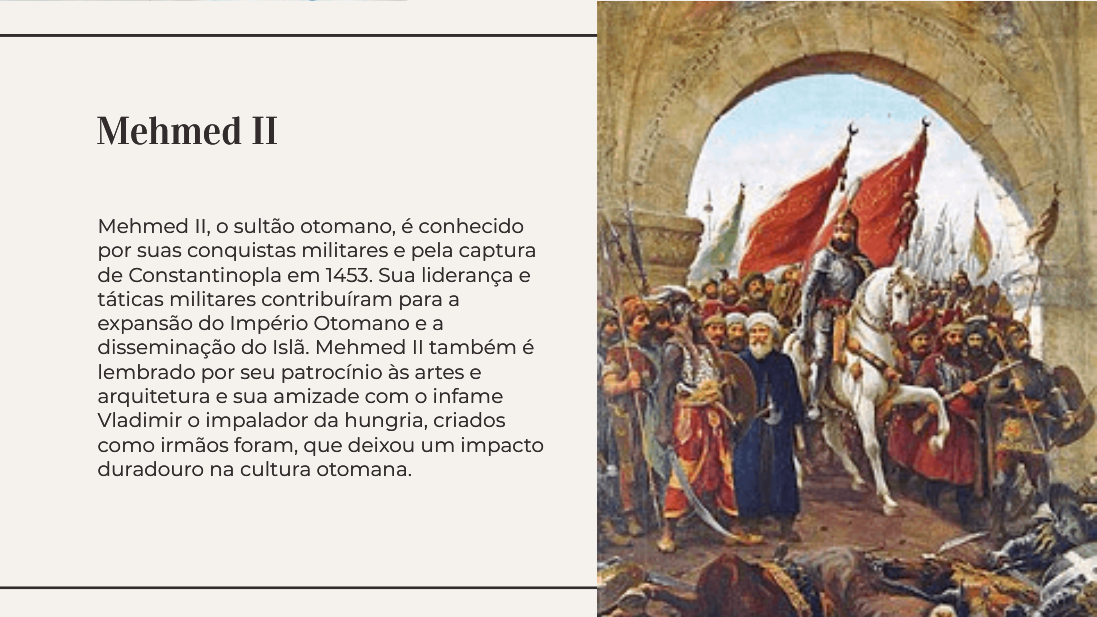 Mehmed II
Mehmed II, o sultão otomano, é conhecido
por suas conquistas militares e pela captura
de Constantinopla em 1453. Sua liderança e
táticas militares contribuíram para a
expansão do Império Otomano e a
disseminação do Islã. Mehmed II também é
lembrado por seu patrocínio às artes e
arquitetura e sua amizade com o infame
Vladimir o impalador da hungria, criados
como irmãos foram, que deixou um impacto
duradouro na cultura otomana.